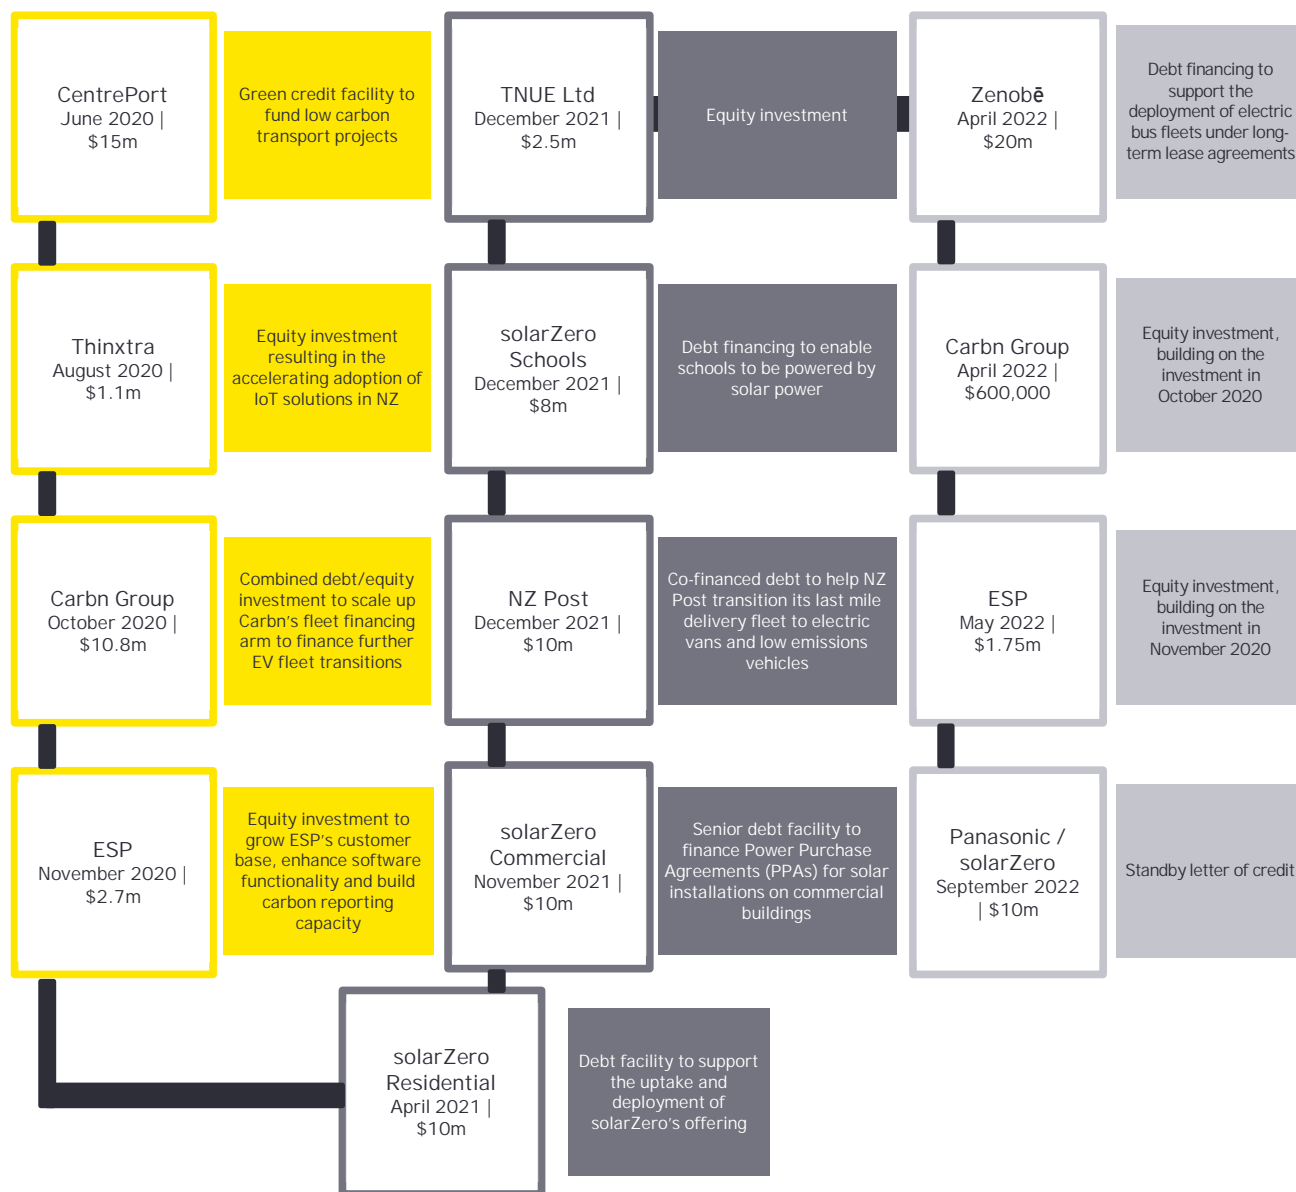 CentrePort
June 2020 |
$15m
Green credit facility to
fund low carbon
transport projects
TNUE Ltd
December 2021 |
$2.5m
Equity investment
Zenobē
April 2022 |
$20m
Debt financing to
support the
deployment of electric
bus fleets under long-
term lease agreements
Thinxtra
August 2020 |
$1.1m
Equity investment
resulting in the
accelerating adoption of
IoT solutions in NZ
solarZero
Schools
December 2021 |
$8m
Debt financing to enable
schools to be powered by
solar power
Carbn Group
April 2022 |
$600,000
Equity investment,
building on the
investment in
October 2020
Carbn Group
October 2020 |
$10.8m
Combined debt/equity
investment to scale up
Carbn's fleet financing
arm to finance further
EV fleet transitions
NZ Post
December 2021 |
$10m
Co-financed debt to help NZ
Post transition its last mile
delivery fleet to electric
vans and low emissions
vehicles
ESP
May 2022 |
$1.75m
Equity investment,
building on the
investment in
November 2020
ESP
November 2020 |
$2.7m
Equity investment to
grow ESP's customer
base, enhance software
functionality and build
carbon reporting
capacity
solarZero
Commercial
November 2021 |
$10m
Senior debt facility to
finance Power Purchase
Agreements (PPAs) for solar
installations on commercial
buildings
Panasonic /
solarZero
September 2022
| $10m
Standby letter of credit
solarZero
Residential
April 2021 |
$10m
Debt facility to support
the uptake and
deployment of
solarZero's offering